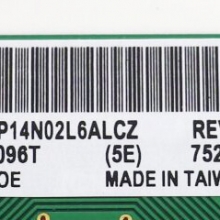 P14N02L6ALCZ REV
096T (5E) 752
OE MADE IN TAIW